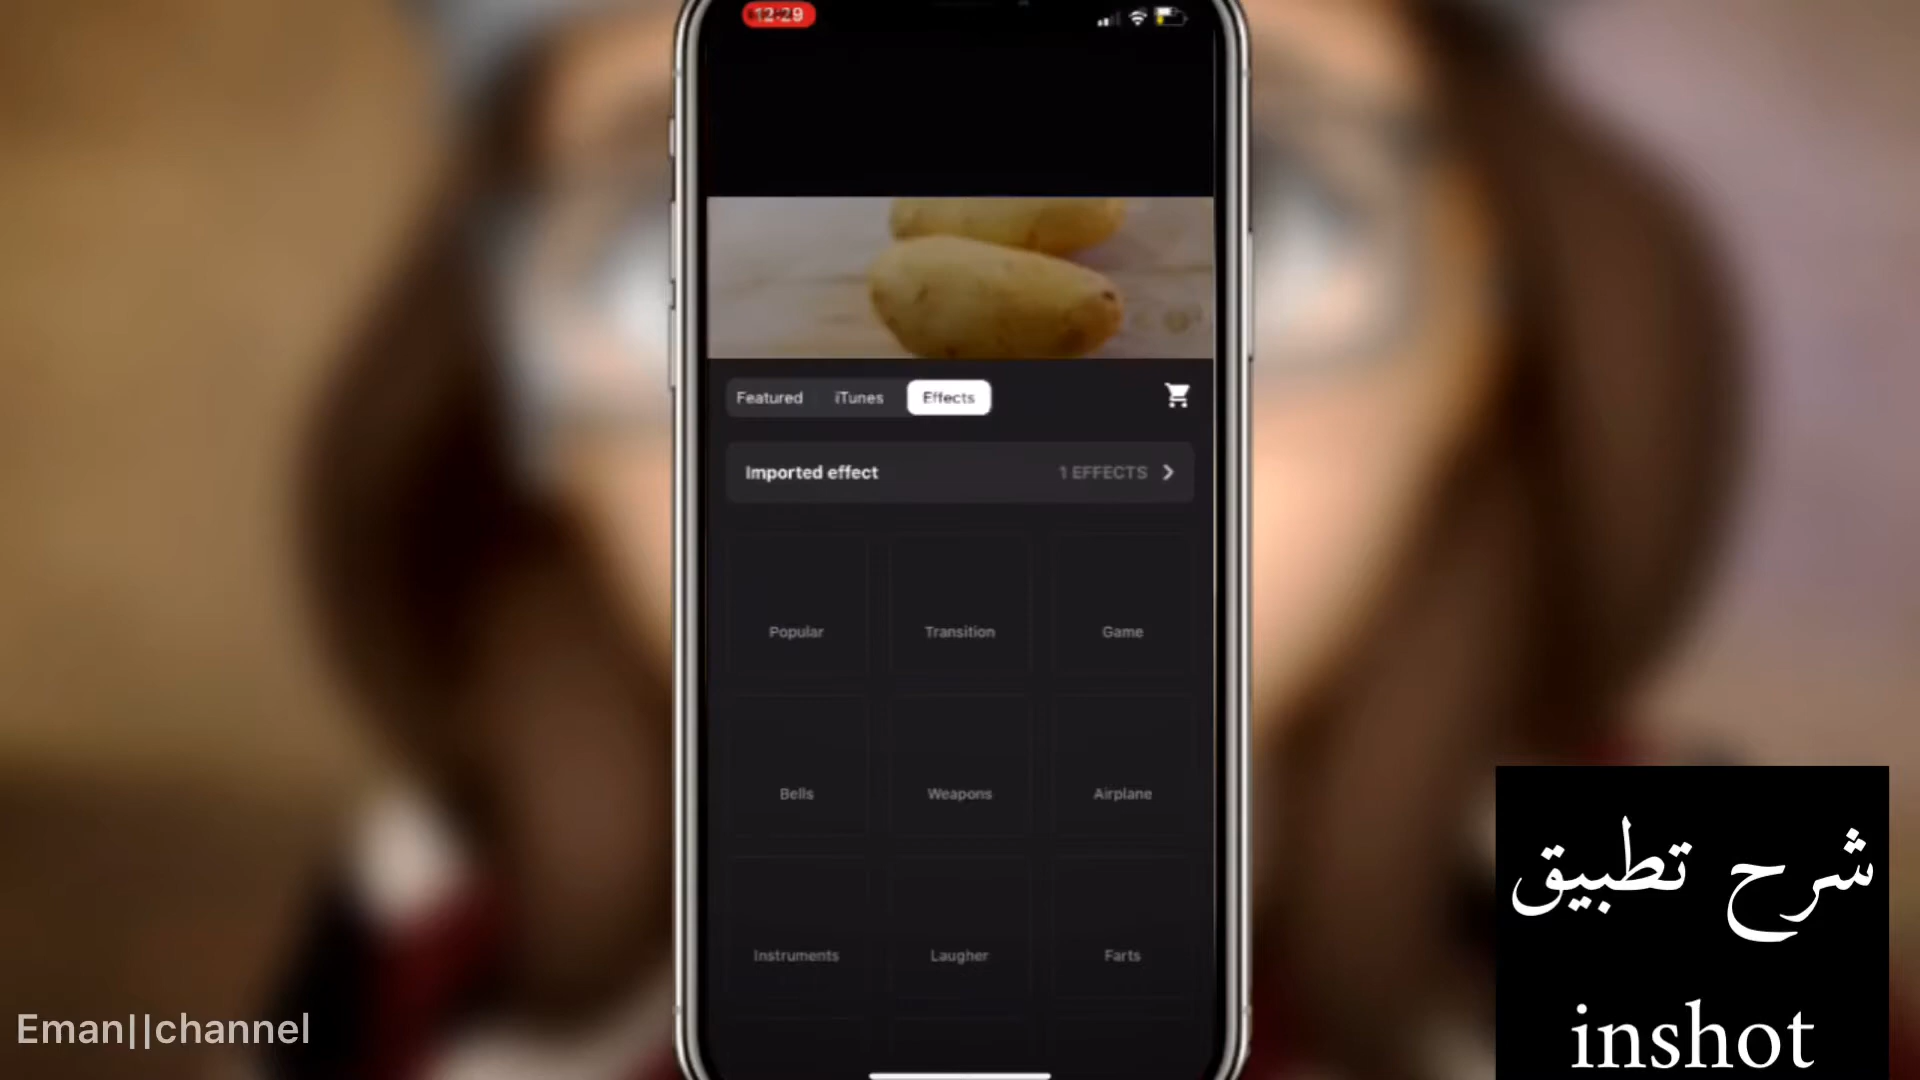 12:29
Featured iTunes Effects
Imported effect 1 EFFECTS
Popular Transition Game
Bells Weapons Airplane
Instruments Laugher Farts
شرح تطبيق
inshot
Eman||channel